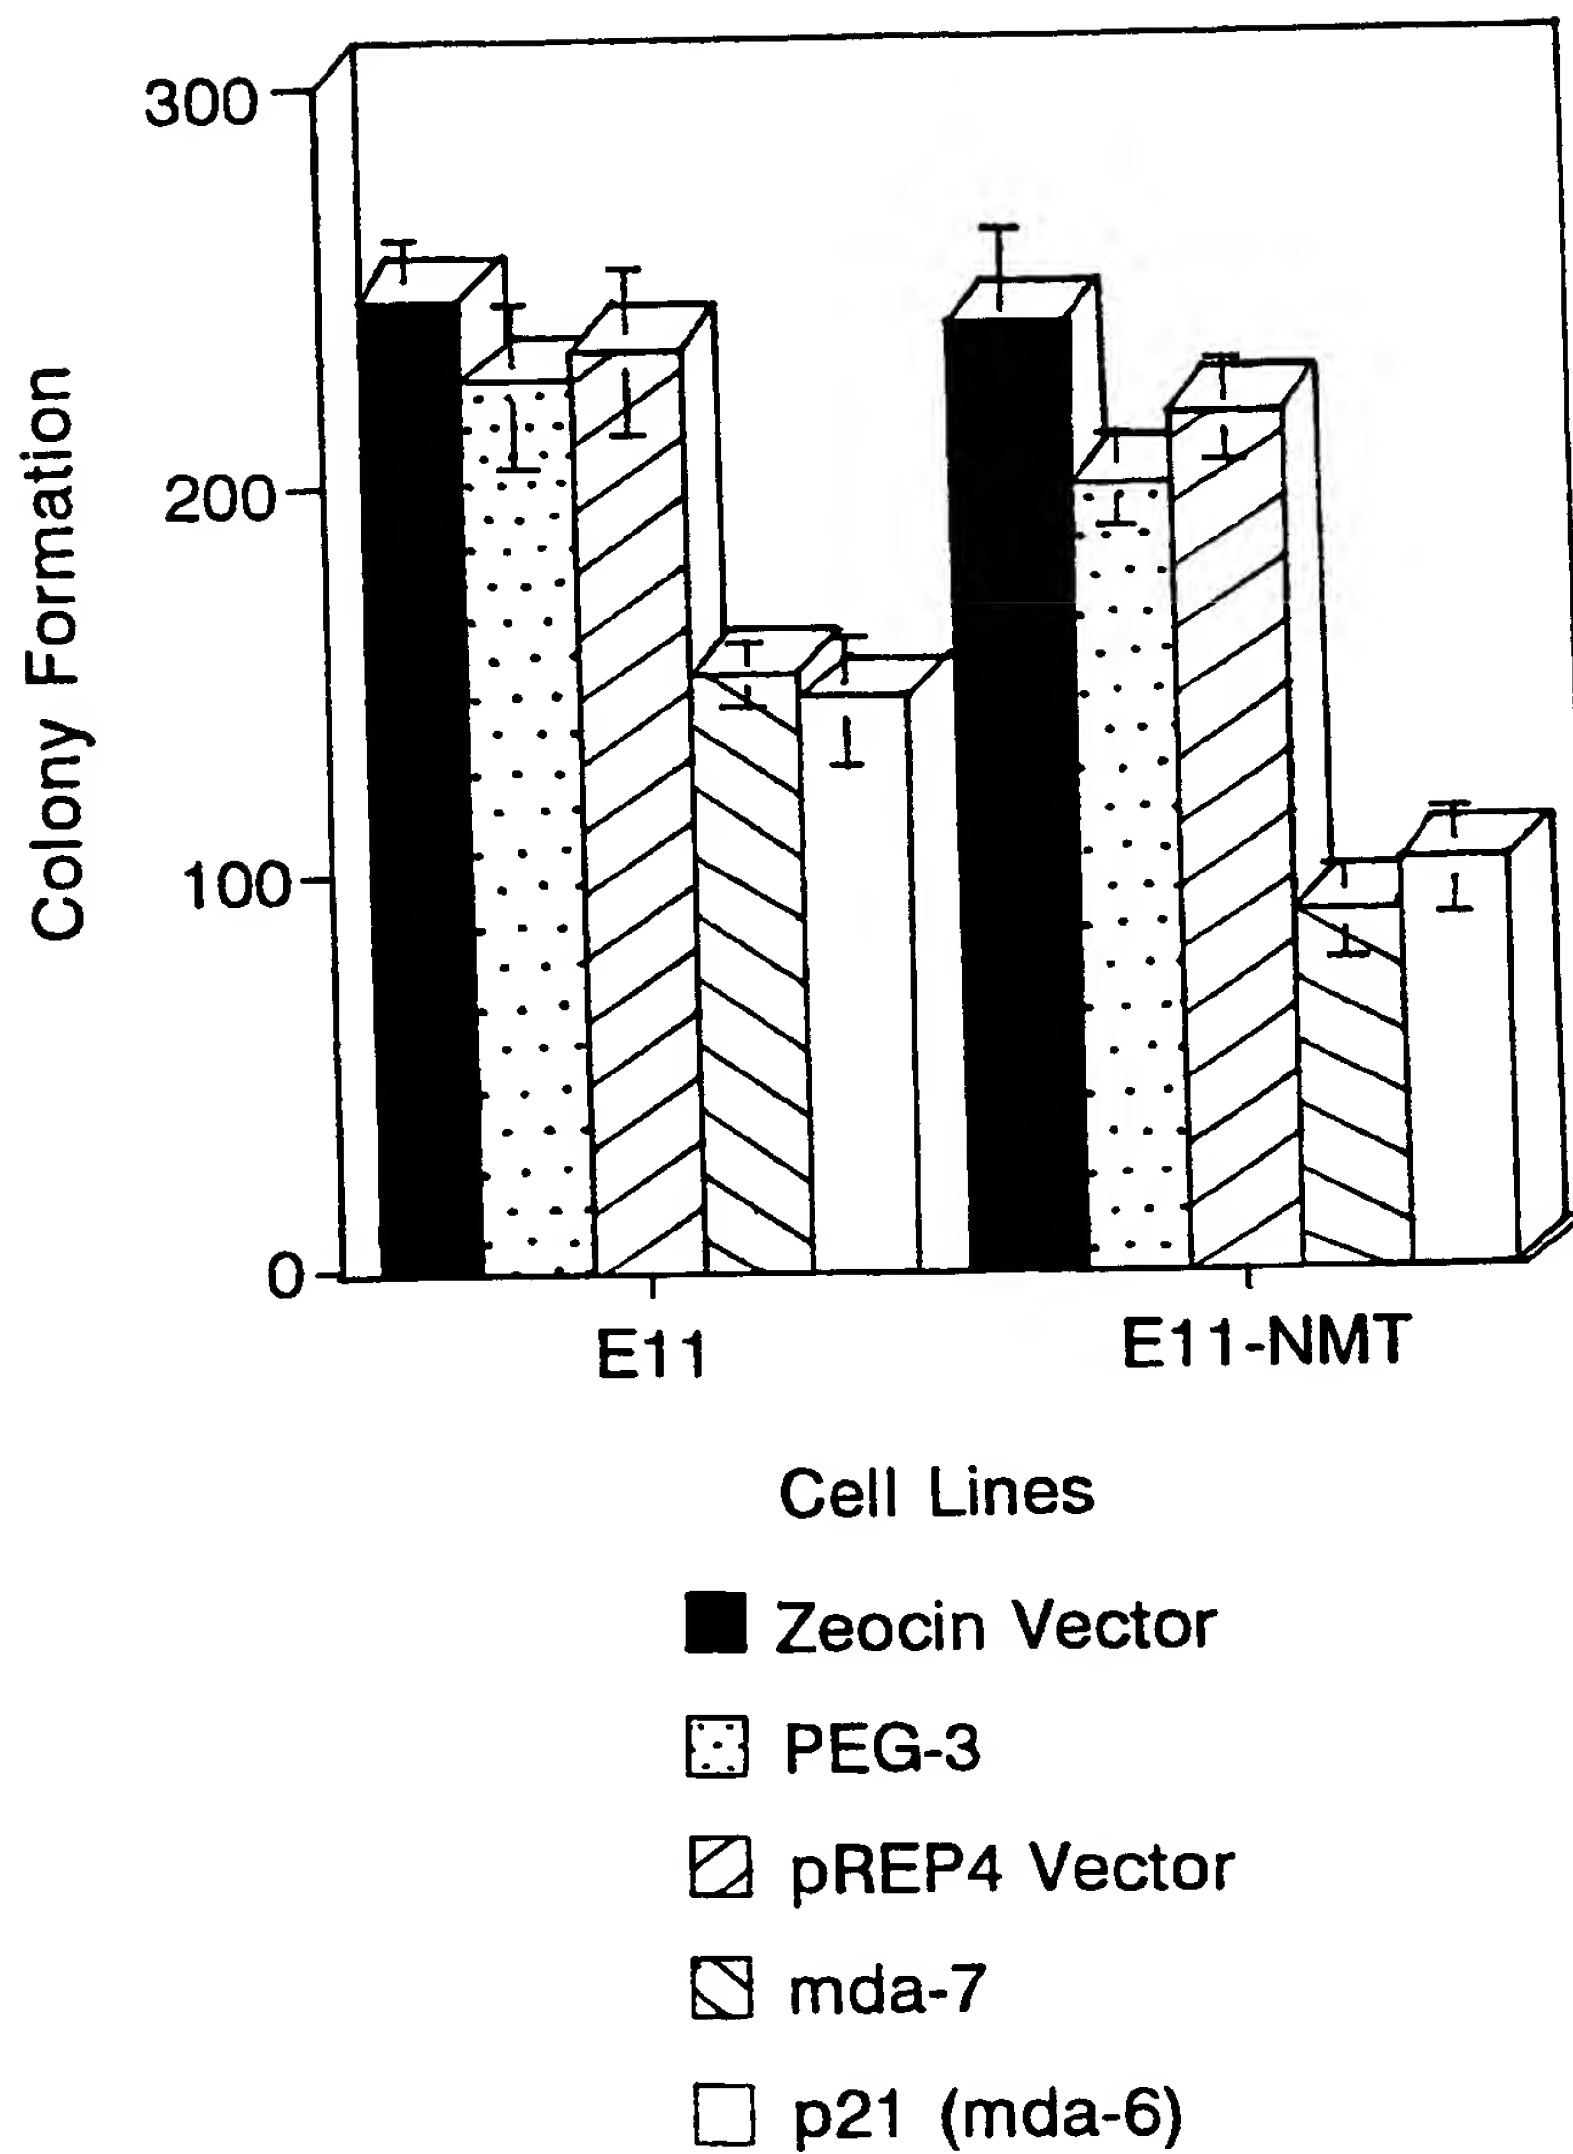 300
200
100
0
Colony Formation
E11
E11-NMT
Cell Lines
Zeocin Vector
PEG-3
pREP4 Vector
mda-7
p21 (mda-6)